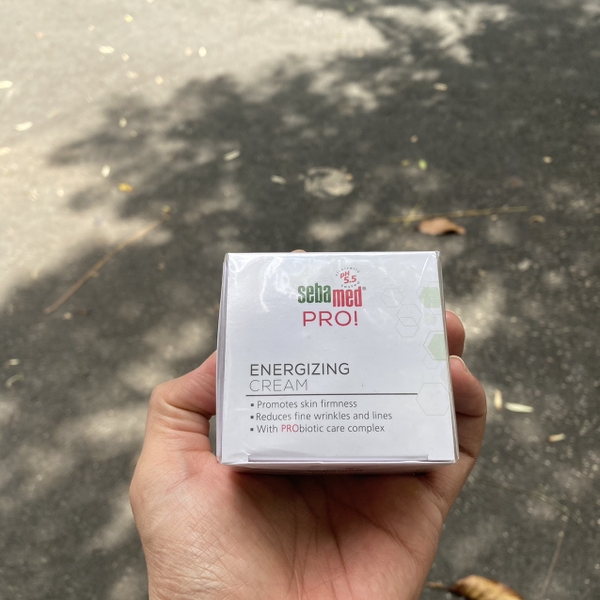 pH
5.5
sebamed®
PRO!
ENERGIZING
CREAM
▪ Promotes skin firmness
▪ Reduces fine wrinkles and lines
▪ With PRObiotic care complex